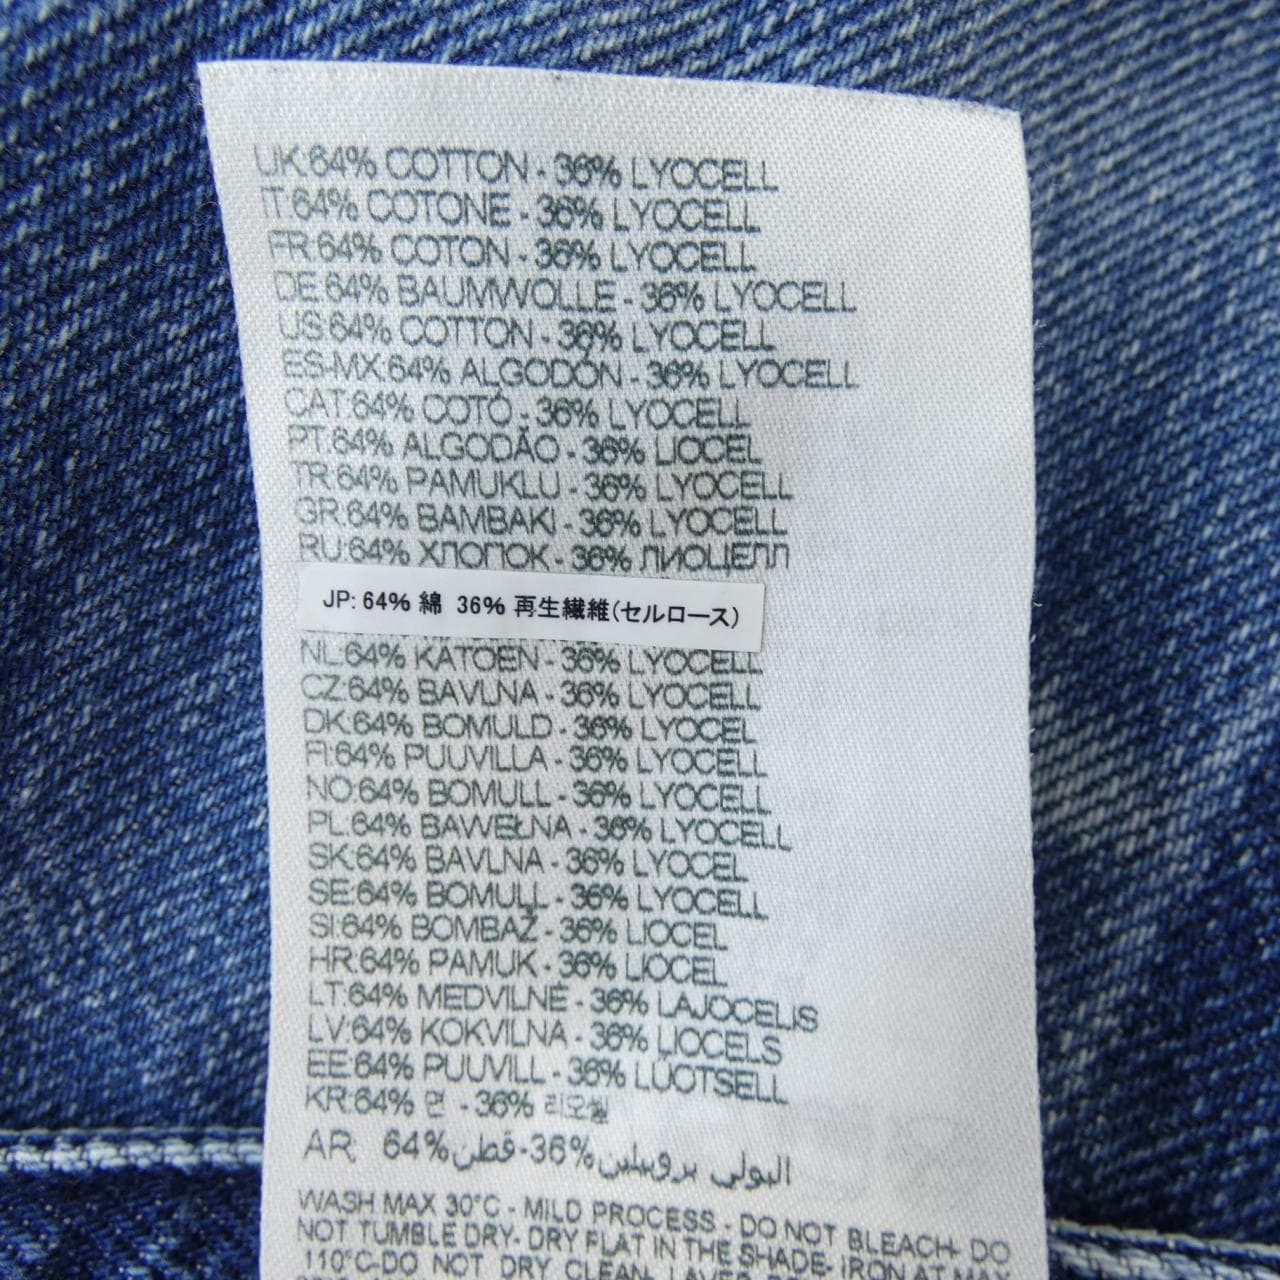 UK:64% COTTON - 36% LYOCELL
IT:64% COTONE - 36% LYOCELL
FR:64% COTON - 36% LYOCELL
DE:64% BAUMWOLLE - 36% LYOCELL
US:64% COTTON - 36% LYOCELL
ES-MX:64% ALGODÓN - 36% LYOCELL
CAT:64% COTÓ - 36% LYOCELL
PT:64% ALGODÃO - 36% LIOCEL
TR:64% PAMUKLU - 36% LYOCELL
GR:64% BAMBAKI - 36% LYOCELL
RU:64% ХЛОПОК - 36% ЛИОЦЕЛЛ
JP: 64% 綿 36% 再生繊維(セルロース)
NL:64% KATOEN - 36% LYOCELL
CZ:64% BAVLNA - 36% LYOCELL
DK:64% BOMULD - 36% LYOCEL
FI:64% PUUVILLA - 36% LYOCELL
NO:64% BOMULL - 36% LYOCELL
PL:64% BAWEŁNA - 36% LYOCELL
SK:64% BAVLNA - 36% LYOCEL
SE:64% BOMULL - 36% LYOCELL
SI:64% BOMBAŽ - 36% LIOCEL
HR:64% PAMUK - 36% LIOCEL
LT:64% MEDVILNĖ - 36% LAJOCELIS
LV:64% KOKVILNA - 36% LIOCELS
EE:64% PUUVILL - 36% LÜOTSELL
KR:64% 면 - 36% 리오셀
AR: 64%قطن-36%البولي بروبيلين
WASH MAX 30°C - MILD PROCESS - DO NOT BLEACH- DO
NOT TUMBLE DRY- DRY FLAT IN THE SHADE- IRON AT MAX
110°C-DO NOT DRY CLEAN-